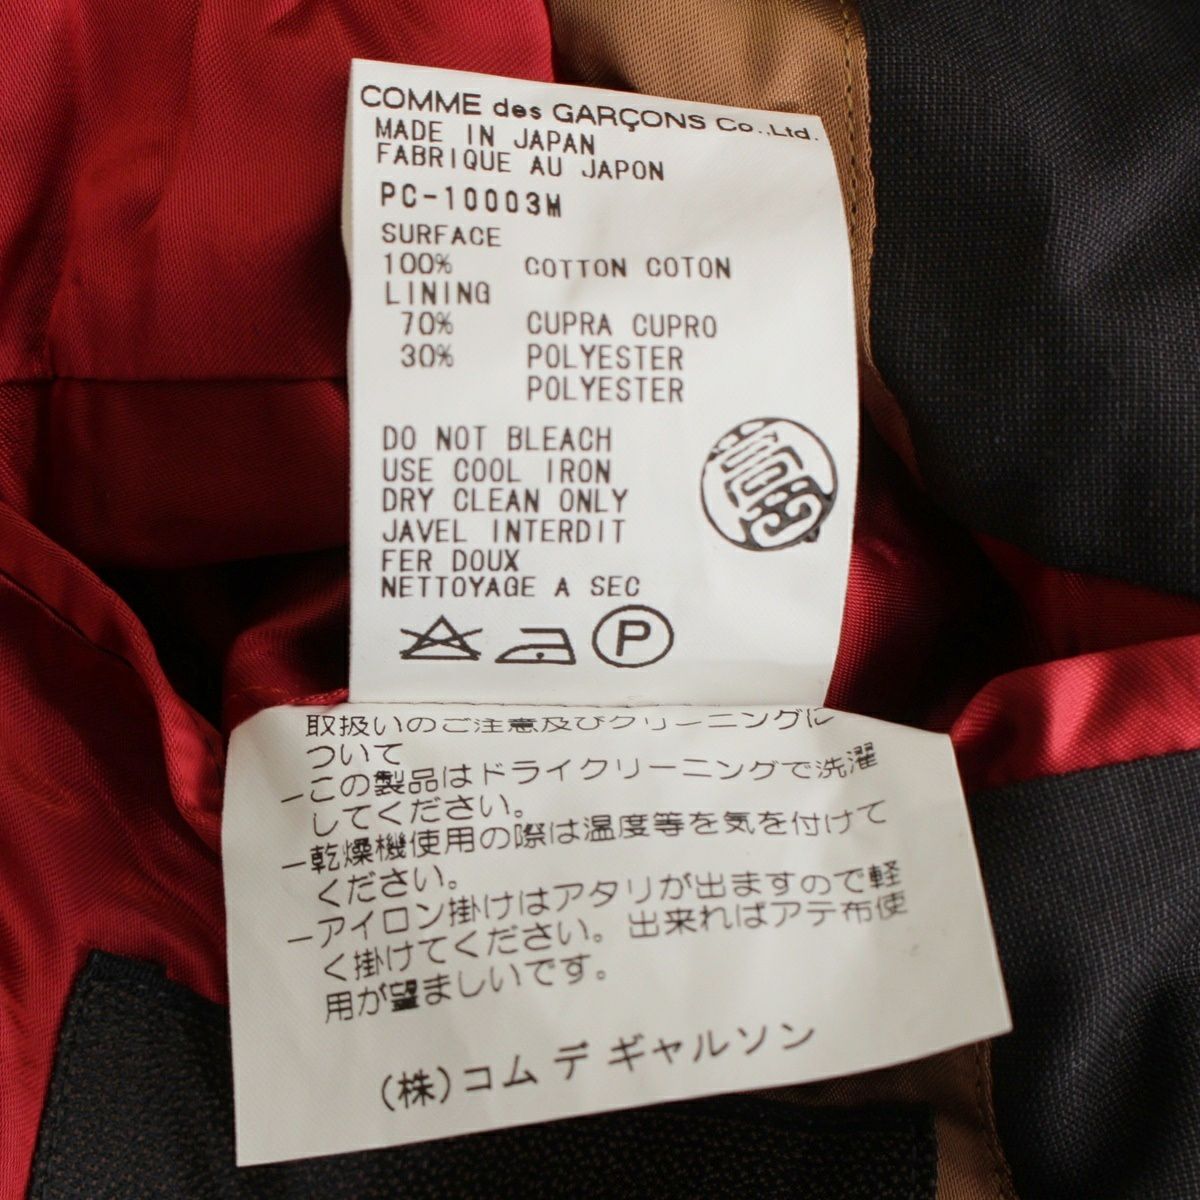 COMME des GARÇONS Co.,Ltd.
MADE IN JAPAN
FABRIQUE AU JAPON
PC-10003M
SURFACE
100% COTTON COTON
LINING
70% CUPRA CUPRO
30% POLYESTER
POLYESTER
DO NOT BLEACH
USE COOL IRON
DRY CLEAN ONLY
JAVEL INTERDIT
FER DOUX
NETTOYAGE A SEC
P
取扱いのご注意及びクリーニングに
ついて
－この製品はドライクリーニングで洗濯
してください。
－乾燥機使用の際は温度等を気を付けて
ください。
－アイロン掛けはアタリが出ますので軽
く掛けてください。出来ればアテ布使
用が望ましいです。
(株)コム デ ギャルソン